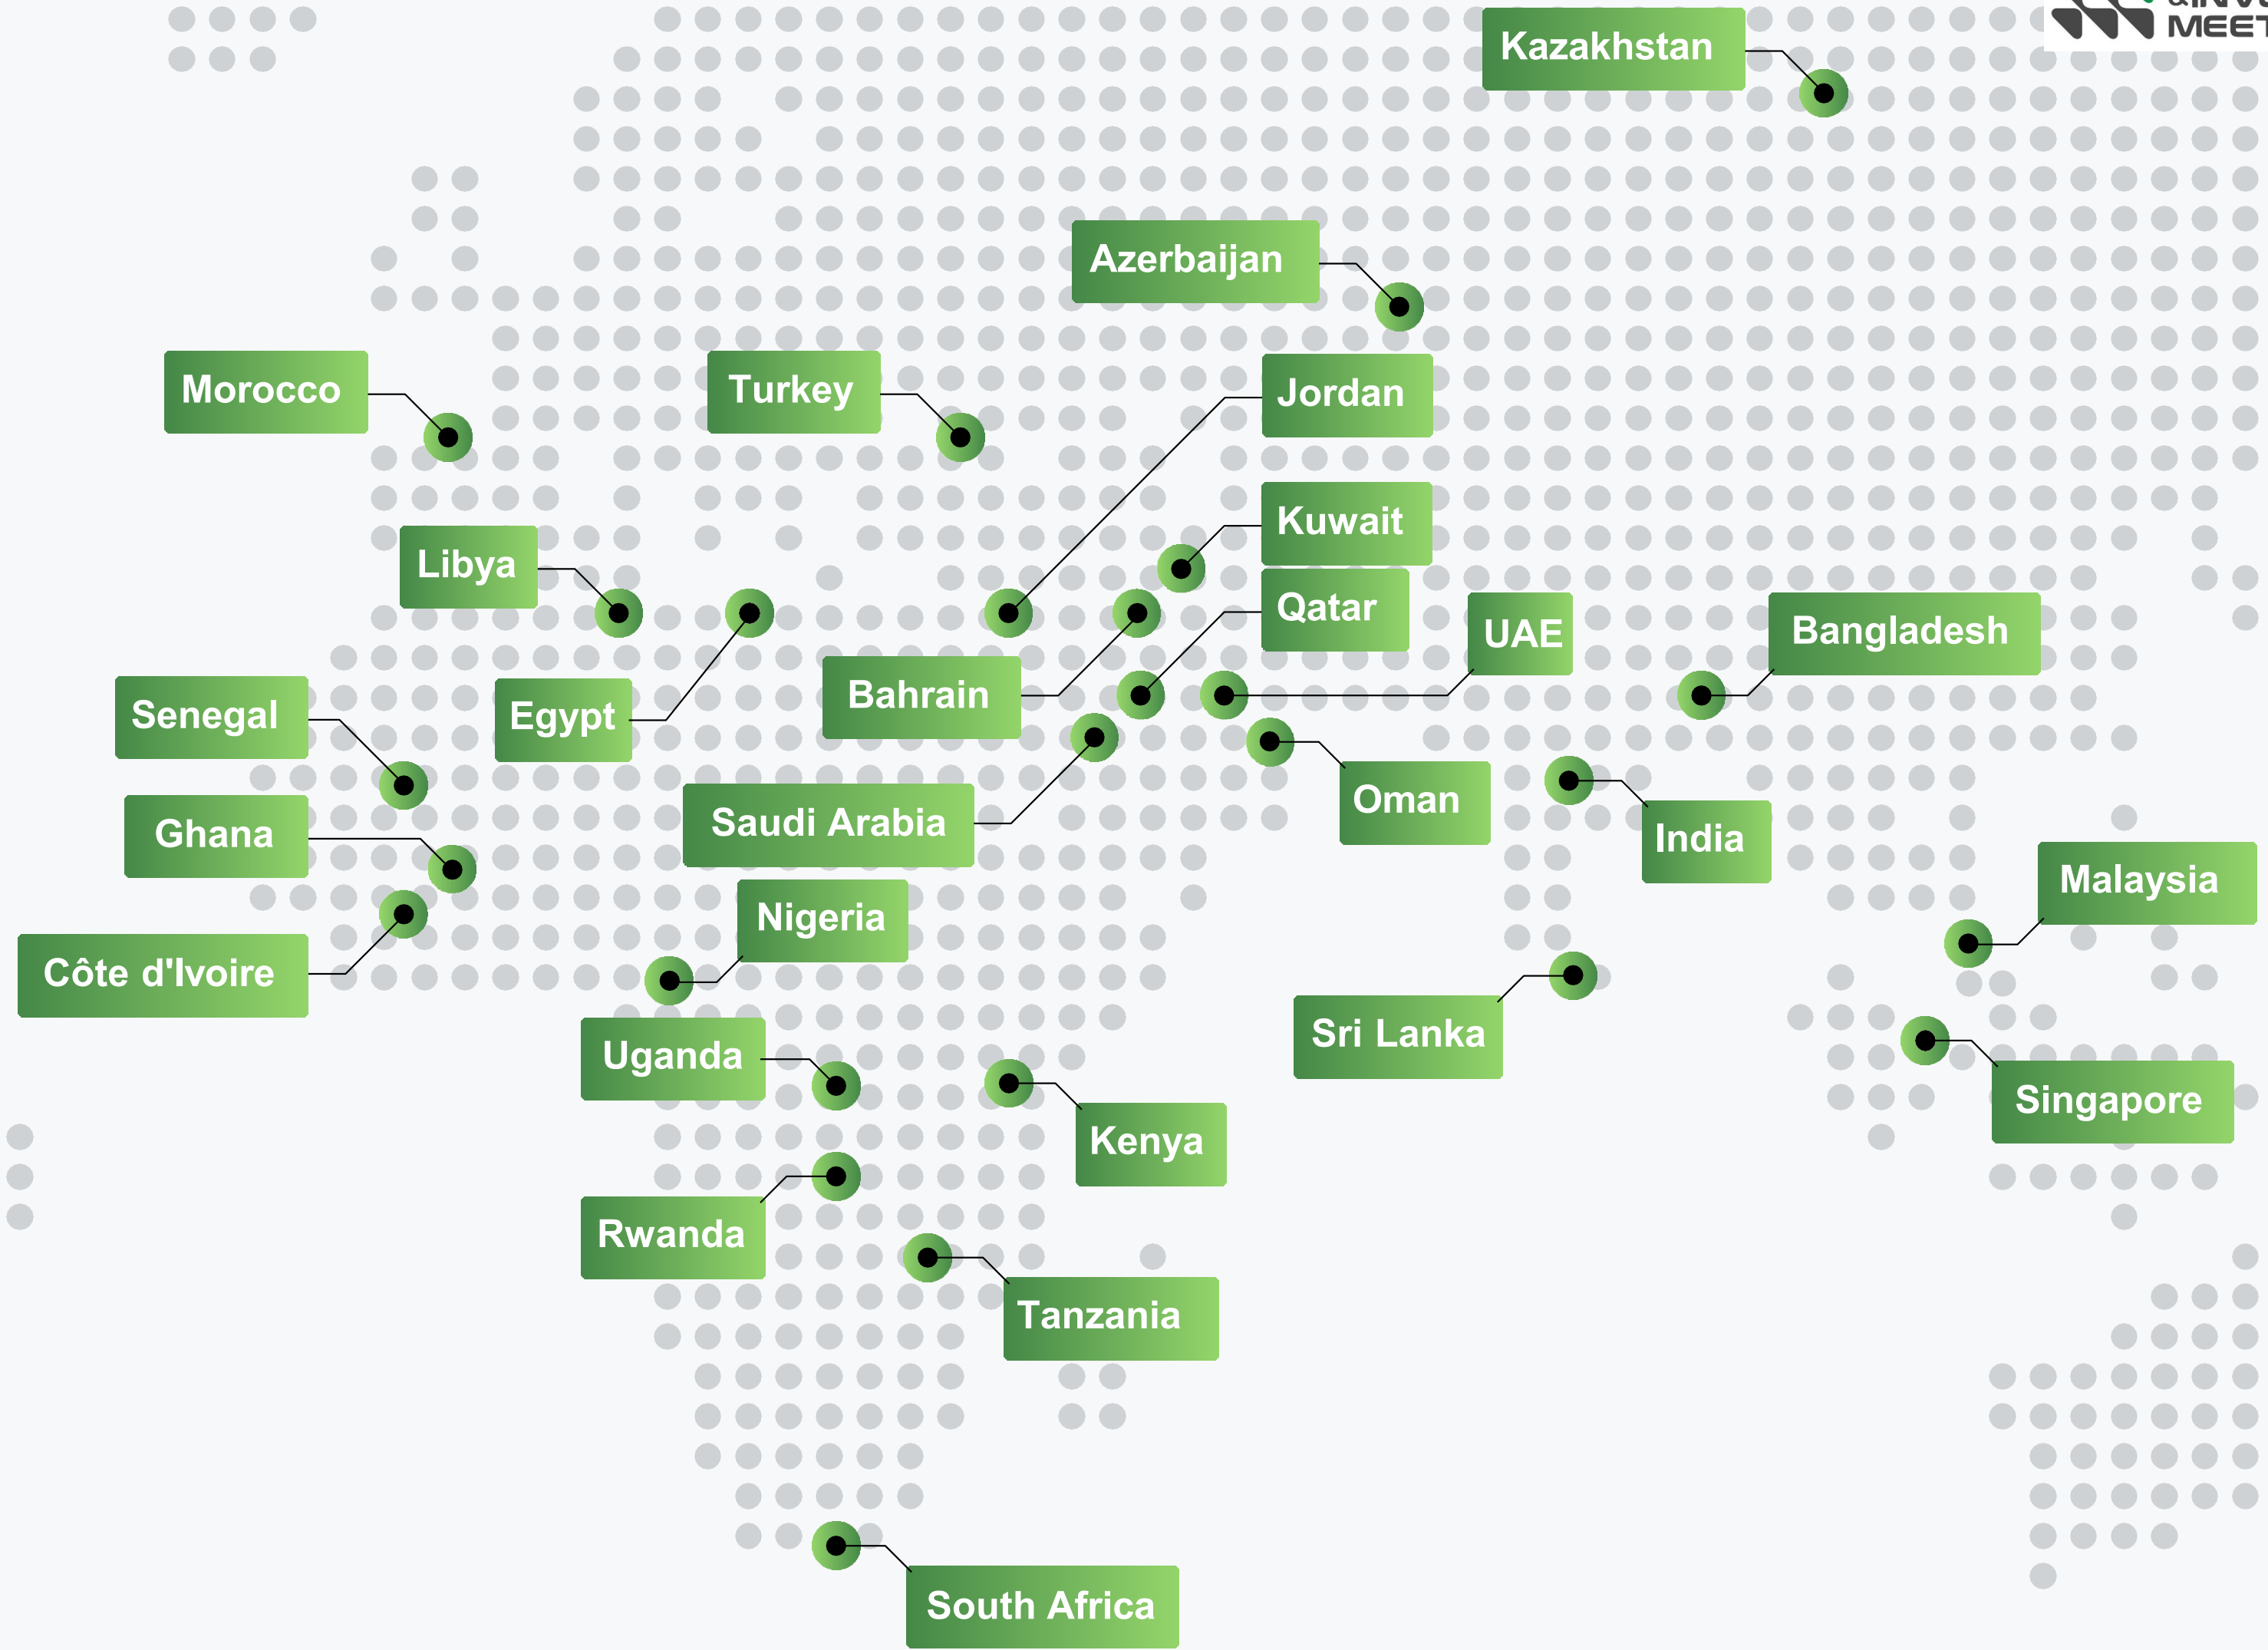 MEET
Kazakhstan
Azerbaijan
Morocco
Turkey
Jordan
Kuwait
Libya
Qatar
UAE
Bangladesh
Bahrain
Senegal
Egypt
Oman
Saudi Arabia
Ghana
India
Malaysia
Nigeria
Côte d'Ivoire
Sri Lanka
Uganda
Singapore
Kenya
Rwanda
Tanzania
South Africa